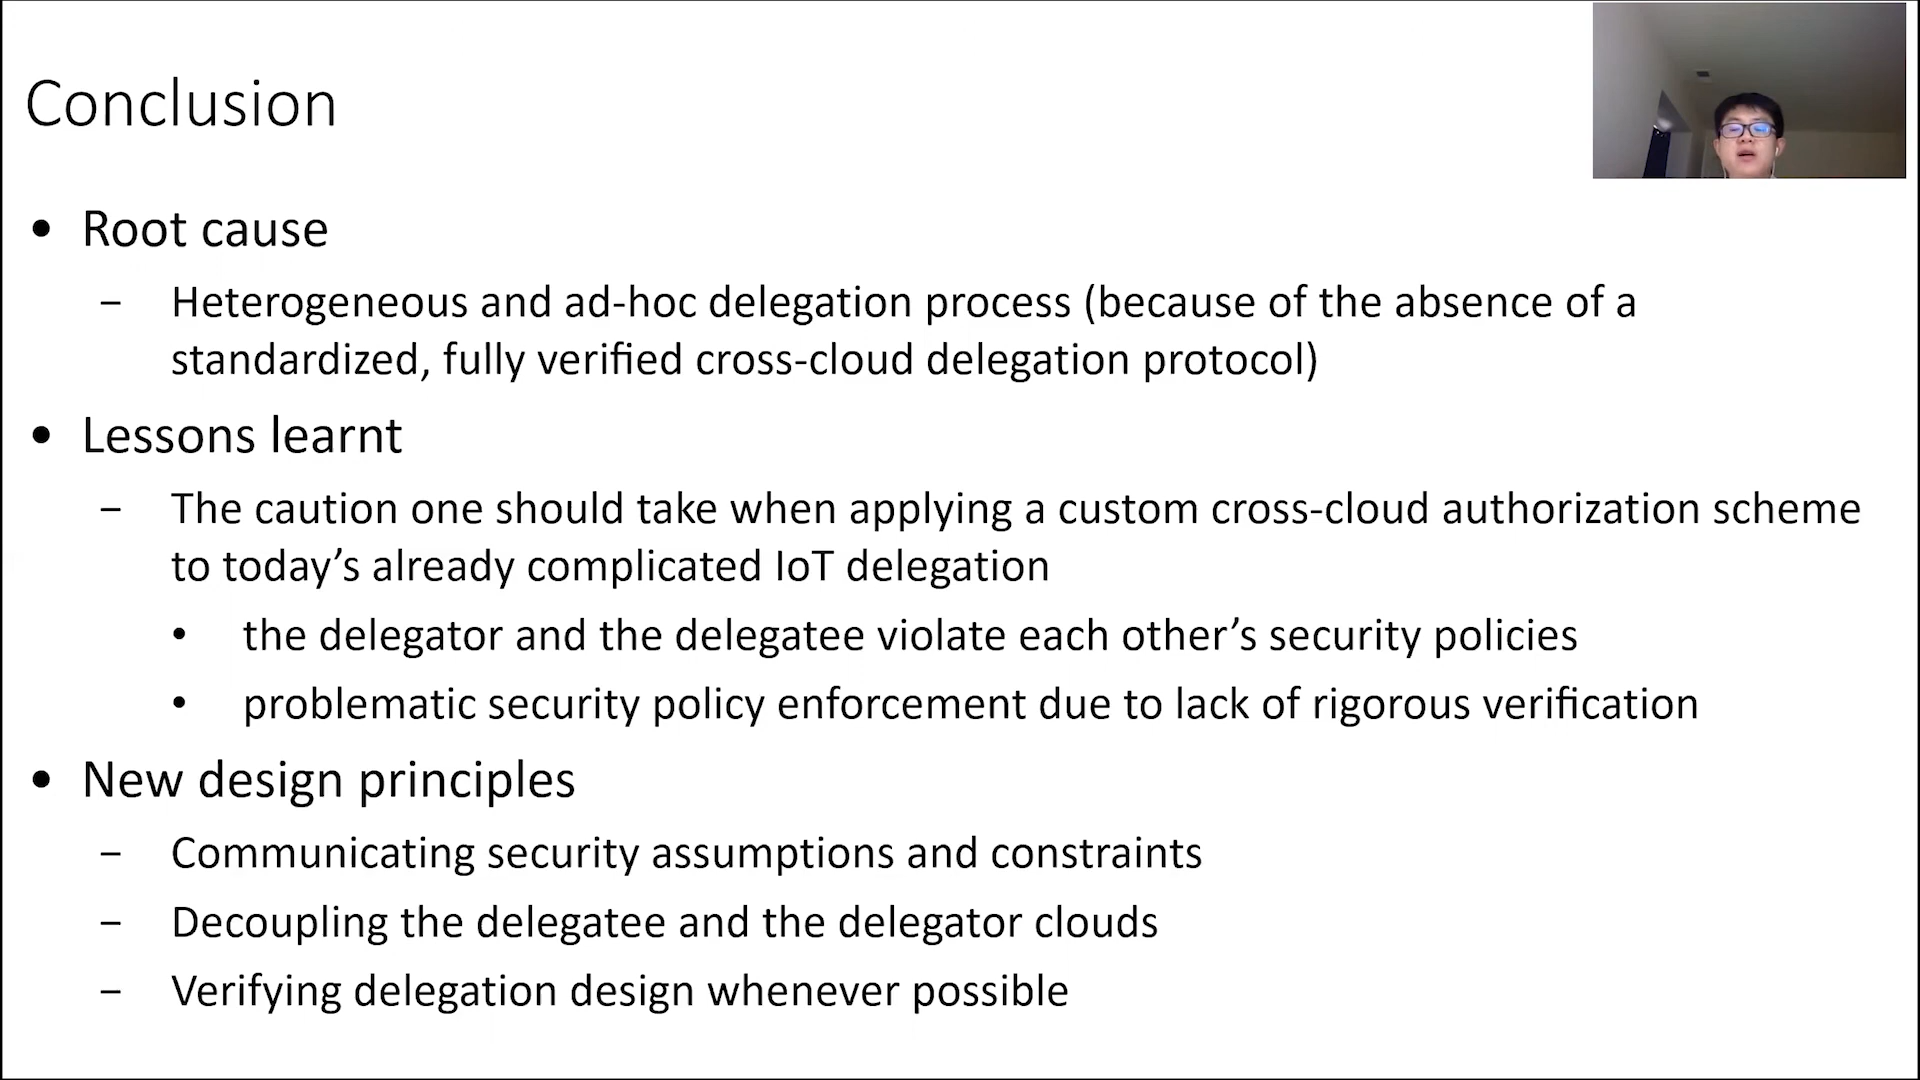 Conclusion
• Root cause
– Heterogeneous and ad-hoc delegation process (because of the absence of a
standardized, fully verified cross-cloud delegation protocol)
• Lessons learnt
– The caution one should take when applying a custom cross-cloud authorization scheme
to today’s already complicated IoT delegation
• the delegator and the delegatee violate each other’s security policies
• problematic security policy enforcement due to lack of rigorous verification
• New design principles
– Communicating security assumptions and constraints
– Decoupling the delegatee and the delegator clouds
– Verifying delegation design whenever possible